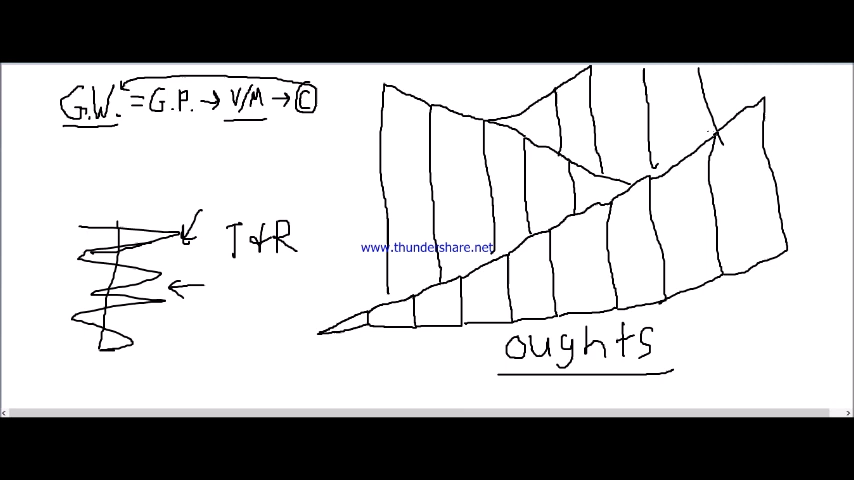 G.W. = G.P. → V/M → C
T & R
www.thundershare.net
oughts